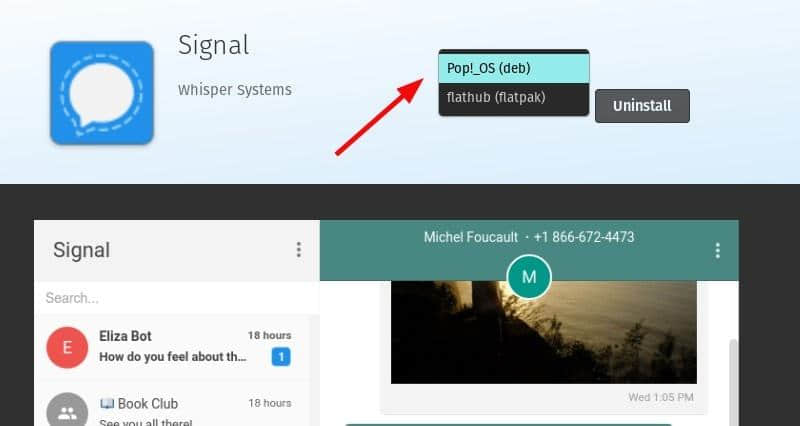 Signal
Whisper Systems
Pop!_OS (deb)
flathub (flatpak)
Uninstall
Signal
Search...
E
Eliza Bot
18 hours
How do you feel about th...
1
Book Club
18 hours
See you all there!
Michel Foucault · +1 866-672-4473
M
Wed 1:05 PM